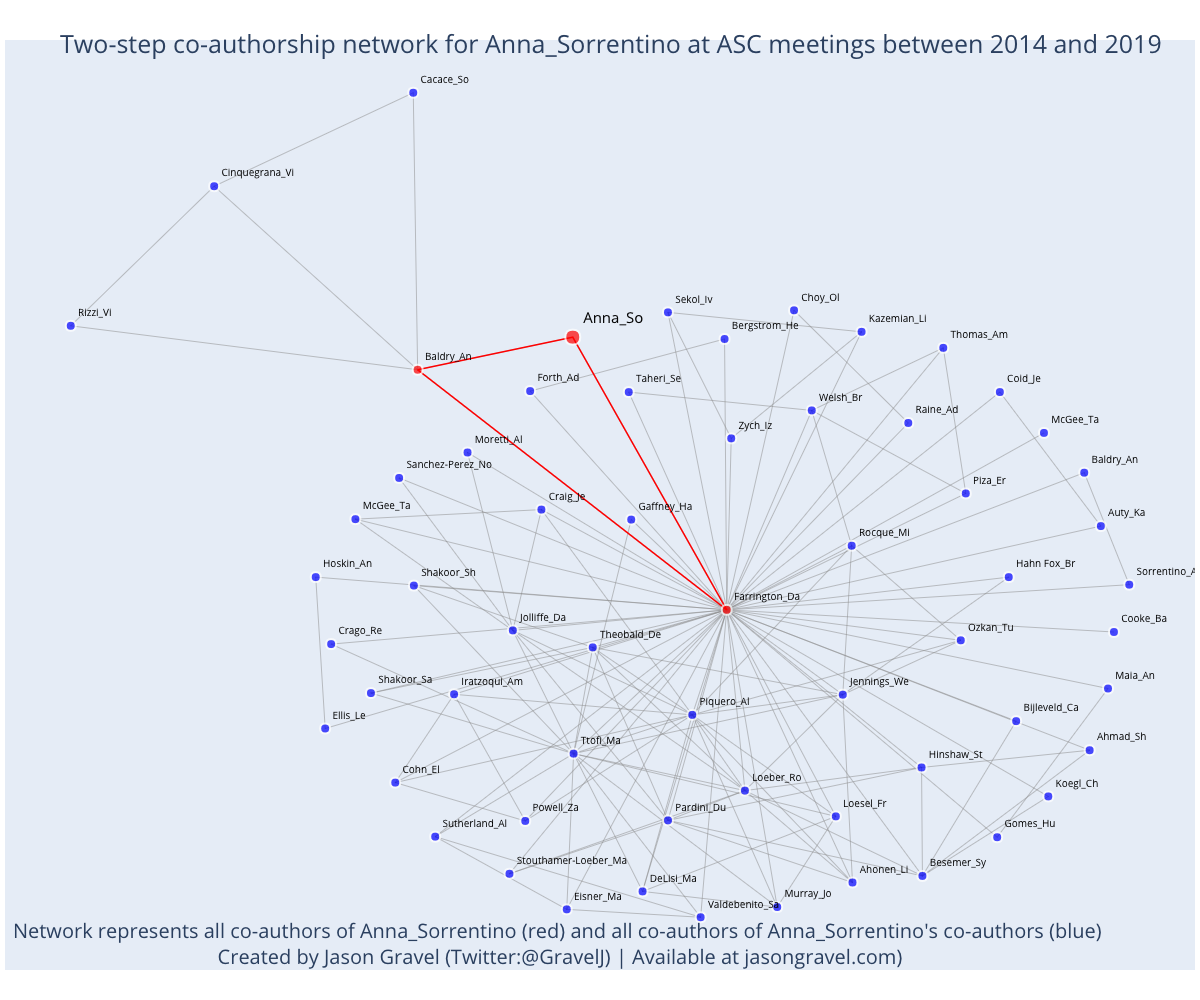 Two-step co-authorship network for Anna_Sorrentino at ASC meetings between 2014 and 2019
Cacace_So
Cinquegrana_Vi
Rizzi_Vi
Anna_So
Baldry_An
Sekol_Iv
Choy_Ol
Kazemian_Li
Bergstrom_He
Thomas_Am
Forth_Ad
Taheri_Se
Coid_Je
Welsh_Br
Raine_Ad
McGee_Ta
Zych_Iz
Moretti_Al
Sanchez-Perez_No
Baldry_An
Piza_Er
McGee_Ta
Craig_Je
Gaffney_Ha
Auty_Ka
Rocque_Mi
Hoskin_An
Shakoor_Sh
Hahn Fox_Br
Sorrentino_A
Farrington_Da
Jolliffe_Da
Cooke_Ba
Crago_Re
Theobald_De
Ozkan_Tu
Shakoor_Sa
Iratzoqui_Am
Jennings_We
Maia_An
Ellis_Le
Piquero_Al
Bijleveld_Ca
Ttofi_Ma
Ahmad_Sh
Hinshaw_St
Cohn_El
Loeber_Ro
Koegl_Ch
Powell_Za
Pardini_Du
Loesel_Fr
Sutherland_Al
Gomes_Hu
Stouthamer-Loeber_Ma
Besemer_Sy
Ahonen_Li
DeLisi_Ma
Murray_Jo
Eisner_Ma
Valdebenito_Sa
Network represents all co-authors of Anna_Sorrentino (red) and all co-authors of Anna_Sorrentino's co-authors (blue)
Created by Jason Gravel (Twitter:@GravelJ) | Available at jasongravel.com)